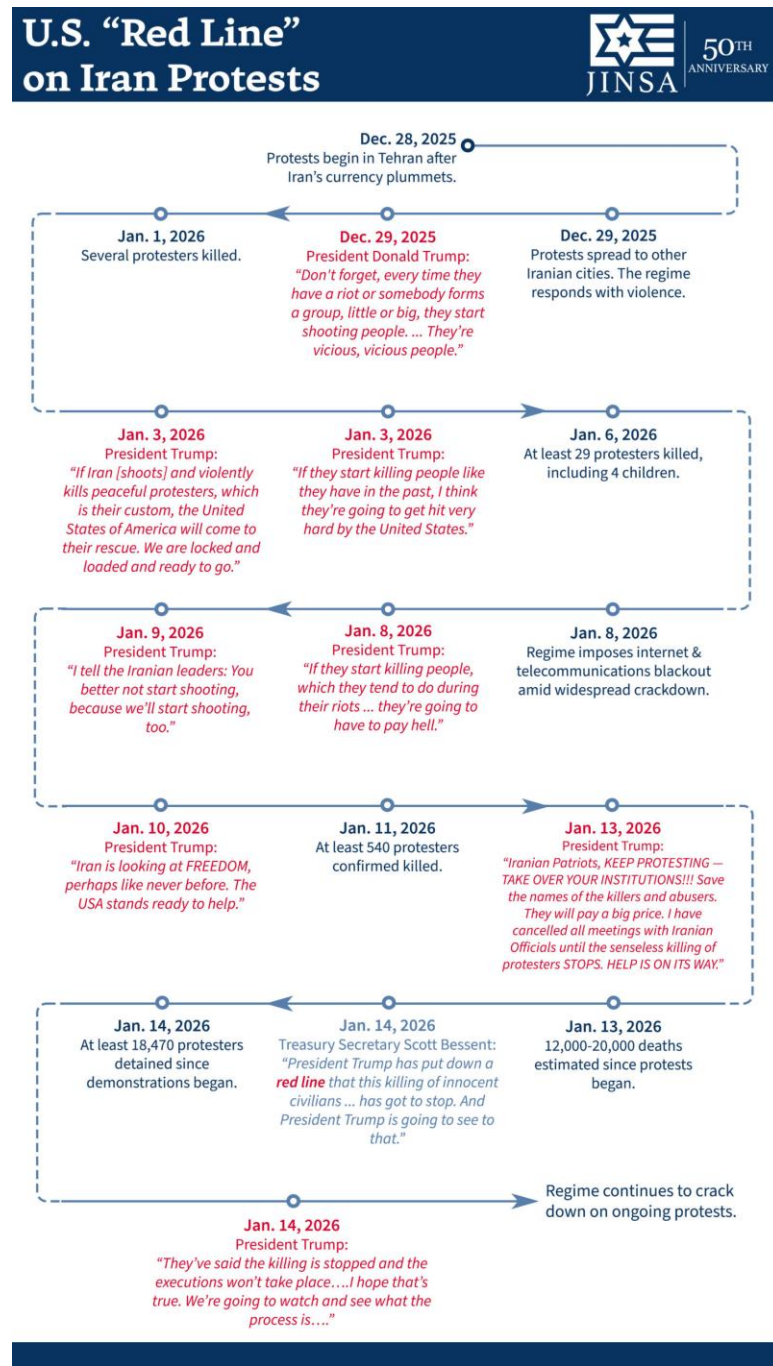 U.S. “Red Line”
on Iran Protests
JINSA
50TH
ANNIVERSARY
Dec. 28, 2025
Protests begin in Tehran after
Iran's currency plummets.
Dec. 29, 2025
Protests spread to other
Iranian cities. The regime
responds with violence.
Dec. 29, 2025
President Donald Trump:
“Don't forget, every time they
have a riot or somebody forms
a group, little or big, they start
shooting people. ... They’re
vicious, vicious people.”
Jan. 1, 2026
Several protesters killed.
Jan. 3, 2026
President Trump:
“If Iran [shoots] and violently
kills peaceful protesters, which
is their custom, the United
States of America will come to
their rescue. We are locked and
loaded and ready to go.”
Jan. 3, 2026
President Trump:
“If they start killing people like
they have in the past, I think
they’re going to get hit very
hard by the United States.”
Jan. 6, 2026
At least 29 protesters killed,
including 4 children.
Jan. 8, 2026
Regime imposes internet &
telecommunications blackout
amid widespread crackdown.
Jan. 8, 2026
President Trump:
“If they start killing people,
which they tend to do during
their riots ... they’re going to
have to pay hell.”
Jan. 9, 2026
President Trump:
“I tell the Iranian leaders: You
better not start shooting,
because we’ll start shooting,
too.”
Jan. 10, 2026
President Trump:
“Iran is looking at FREEDOM,
perhaps like never before. The
USA stands ready to help.”
Jan. 11, 2026
At least 540 protesters
confirmed killed.
Jan. 13, 2026
President Trump:
“Iranian Patriots, KEEP PROTESTING —
TAKE OVER YOUR INSTITUTIONS!!! Save
the names of the killers and abusers.
They will pay a big price. I have
cancelled all meetings with Iranian
Officials until the senseless killing of
protesters STOPS. HELP IS ON ITS WAY.”
Jan. 13, 2026
12,000-20,000 deaths
estimated since protests
began.
Jan. 14, 2026
Treasury Secretary Scott Bessent:
“President Trump has put down a
red line that this killing of innocent
civilians ... has got to stop. And
President Trump is going to see to
that.”
Jan. 14, 2026
At least 18,470 protesters
detained since
demonstrations began.
Jan. 14, 2026
President Trump:
“They’ve said the killing is stopped and the
executions won’t take place....I hope that’s
true. We’re going to watch and see what the
process is....”
Regime continues to crack
down on ongoing protests.